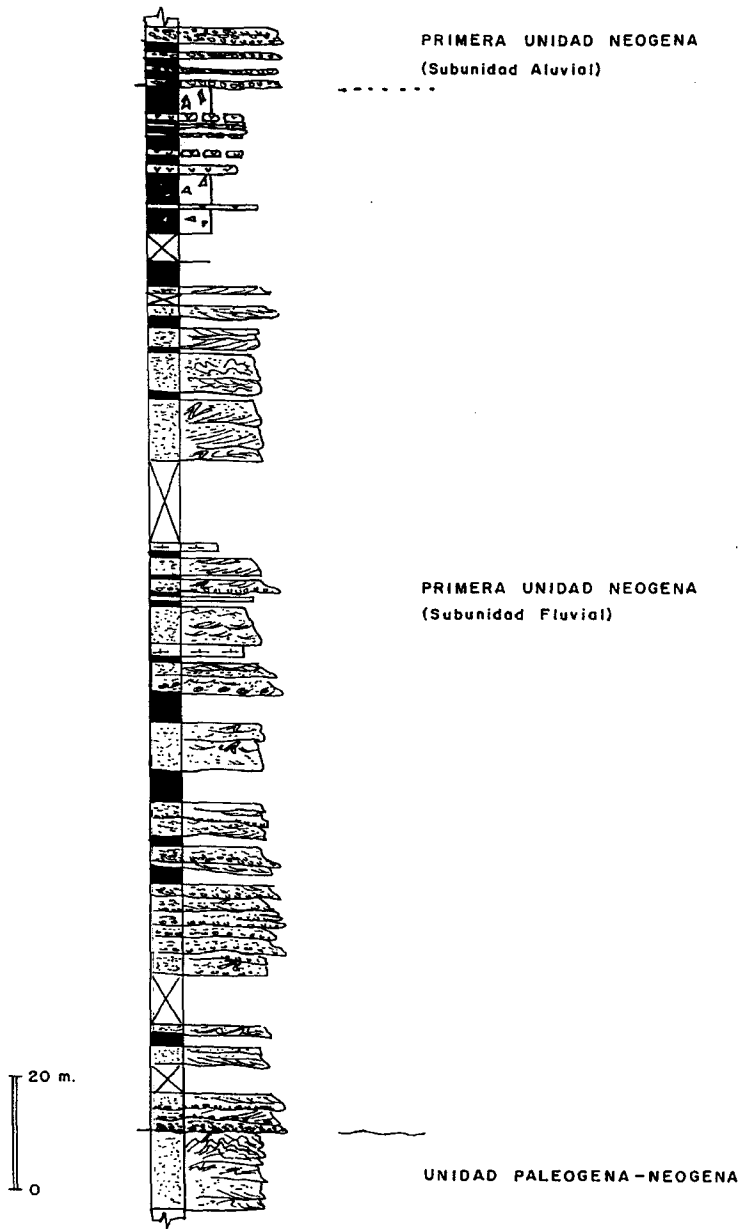 PRIMERA UNIDAD NEOGENA
(Subunidad Aluvial)
PRIMERA UNIDAD NEOGENA
(Subunidad Fluvial)
20 m.
0
UNIDAD PALEOGENA-NEOGENA